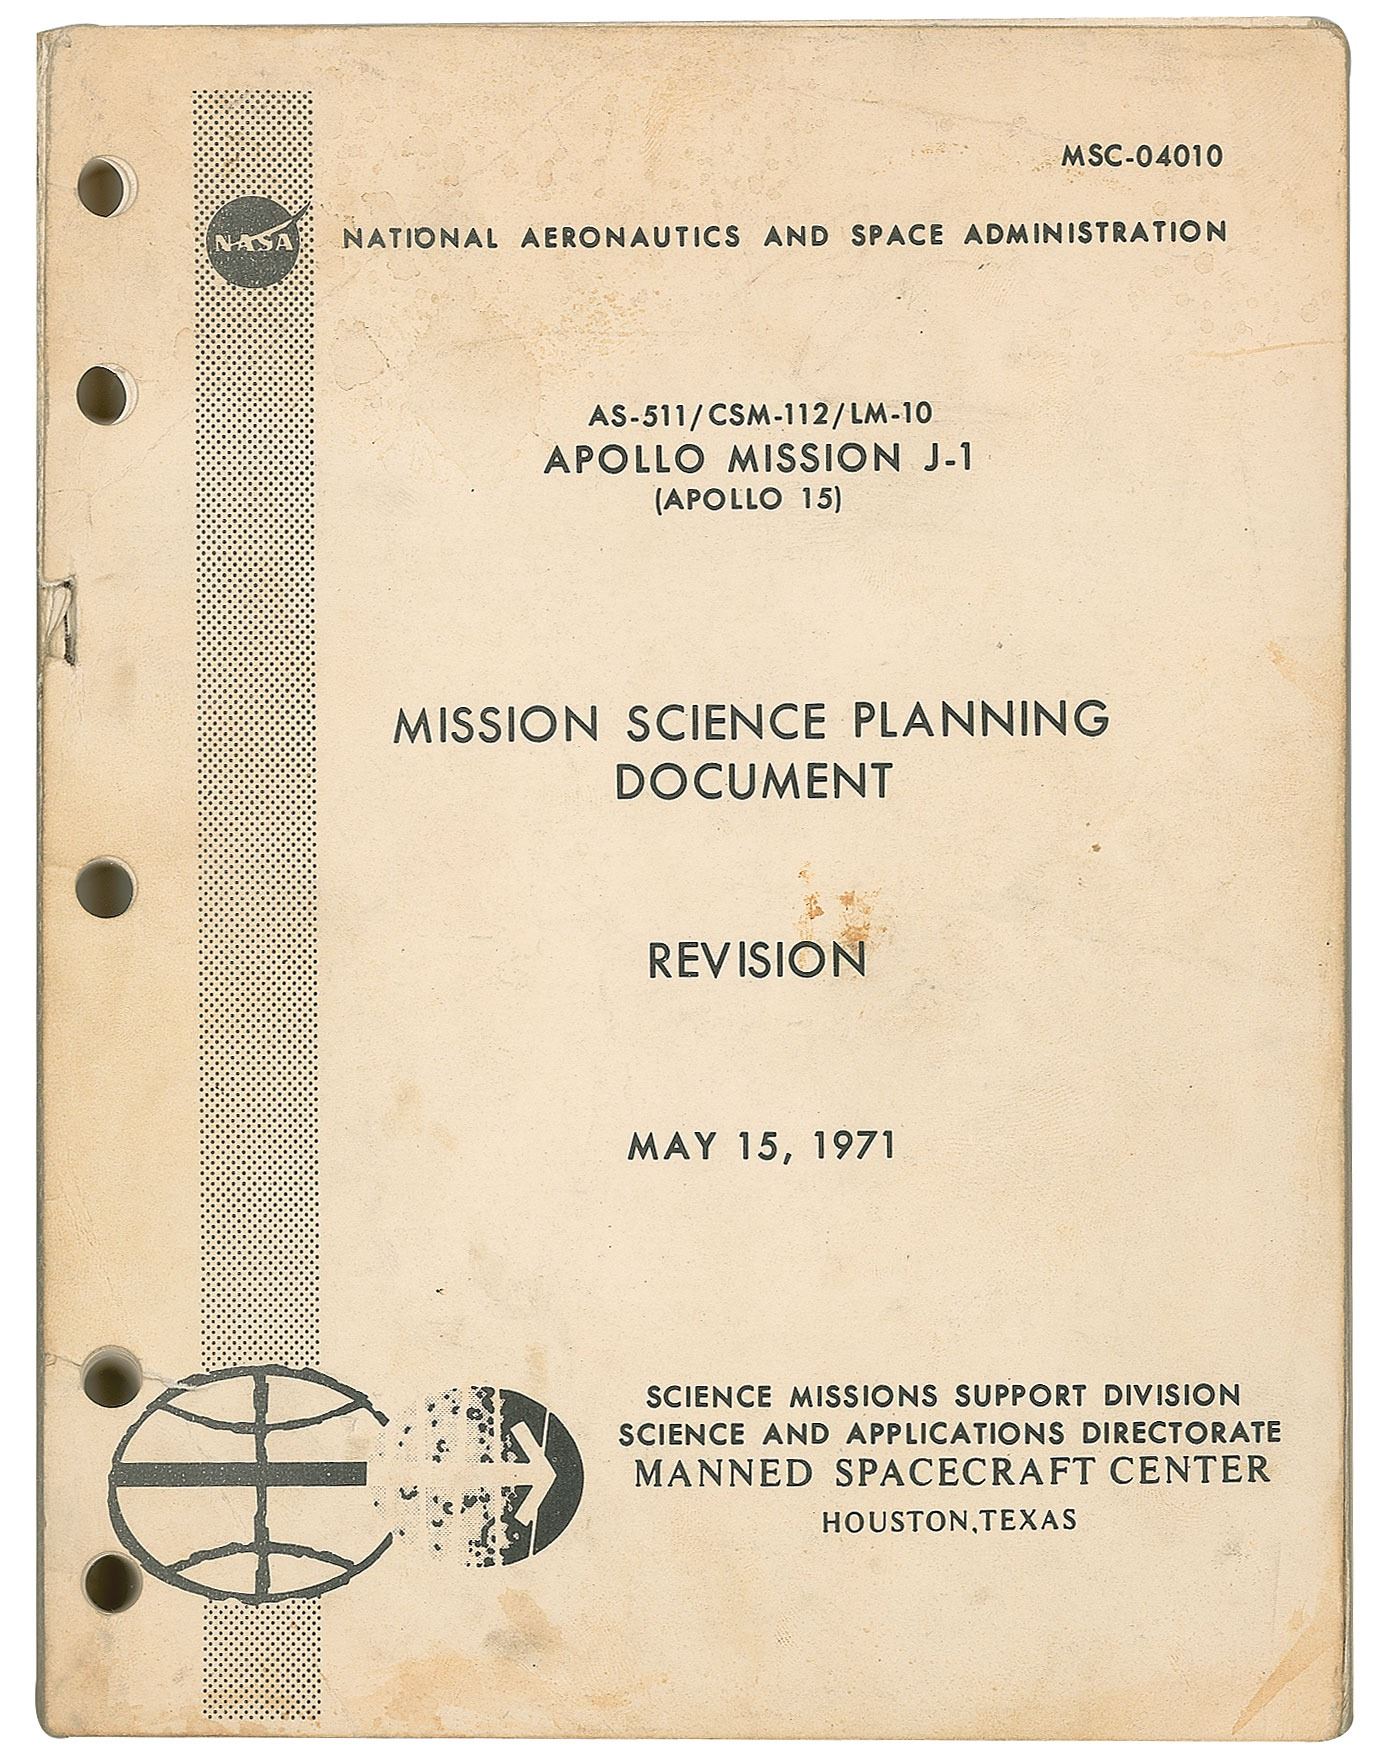 MSC-04010
NASA
NATIONAL AERONAUTICS AND SPACE ADMINISTRATION
AS-511/CSM-112/LM-10
APOLLO MISSION J-1
(APOLLO 15)
MISSION SCIENCE PLANNING
DOCUMENT
REVISION
MAY 15, 1971
SCIENCE MISSIONS SUPPORT DIVISION
SCIENCE AND APPLICATIONS DIRECTORATE
MANNED SPACECRAFT CENTER
HOUSTON,TEXAS